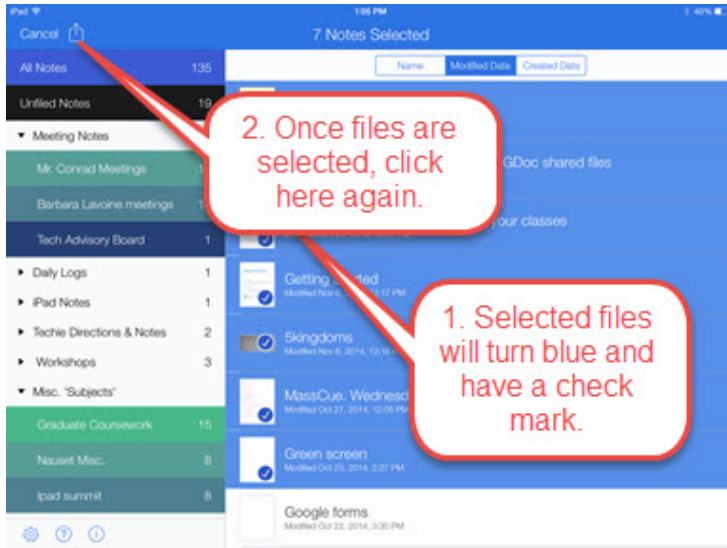 iPad
1:05 PM
40%
Cancel
7 Notes Selected
All Notes 135
Name Modified Date Created Date
Unfiled Notes 19
Meeting Notes
Mr. Conrad Meetings
Barbara Lavoine meetings
Tech Advisory Board 1
Daily Logs 1
iPad Notes 1
Techie Directions & Notes 2
Workshops 3
Misc. "Subjects"
Graduate Coursework 15
Nauset Misc. 8
Ipad summit 8
2. Once files are
selected, click
here again.
GDoc shared files
your classes
Getting
5kingdoms
Modified Nov 5, 2014,
MassCue.
Modified Oct 27, 2014, 12:05 PM
Green screen
Modified Oct 23, 2014, 2:27 PM
Google forms
Modified Oct 22, 2014, 3:30 PM
1. Selected files
will turn blue and
have a check
mark.